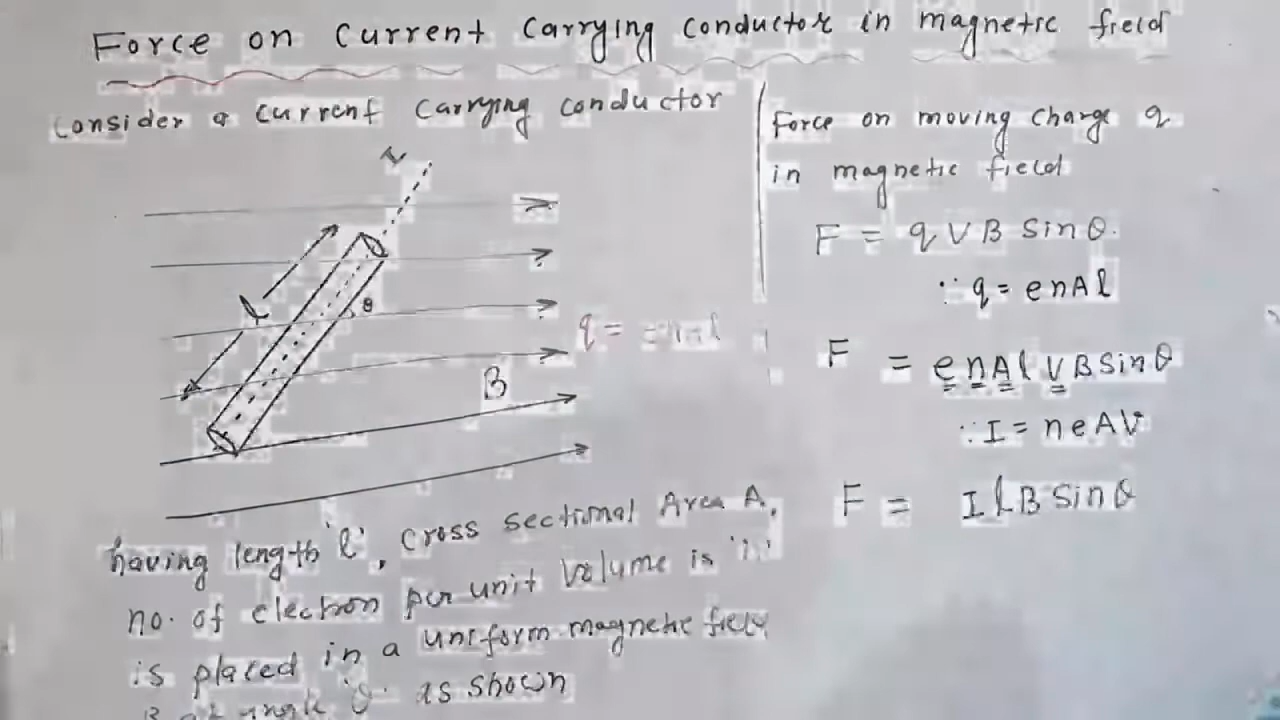 Force on current carrying conductor in magnetic field
Consider a current carrying conductor
l
θ
B
having length 'l', cross sectional Area A,
no. of electron per unit volume is 'n'
is placed in a uniform magnetic field
B at angle 'θ' as shown
q =
Force on moving charge q
in magnetic field
F = qVB Sinθ.
∵ q = enAl
F = enAl VB Sinθ
∵ I = neAV
F = IlB Sinθ